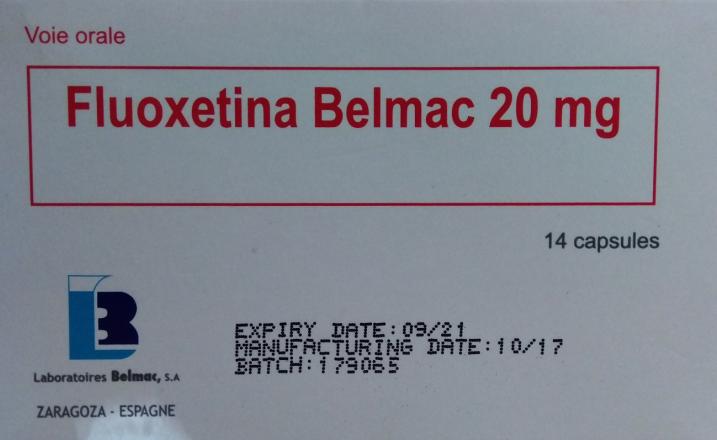 Voie orale
Fluoxetina Belmac 20 mg
14 capsules
EXPIRY DATE:09/21
MANUFACTURING DATE:10/17
BATCH:179065
B
Laboratoires Belmac, S.A
ZARAGOZA - ESPAGNE